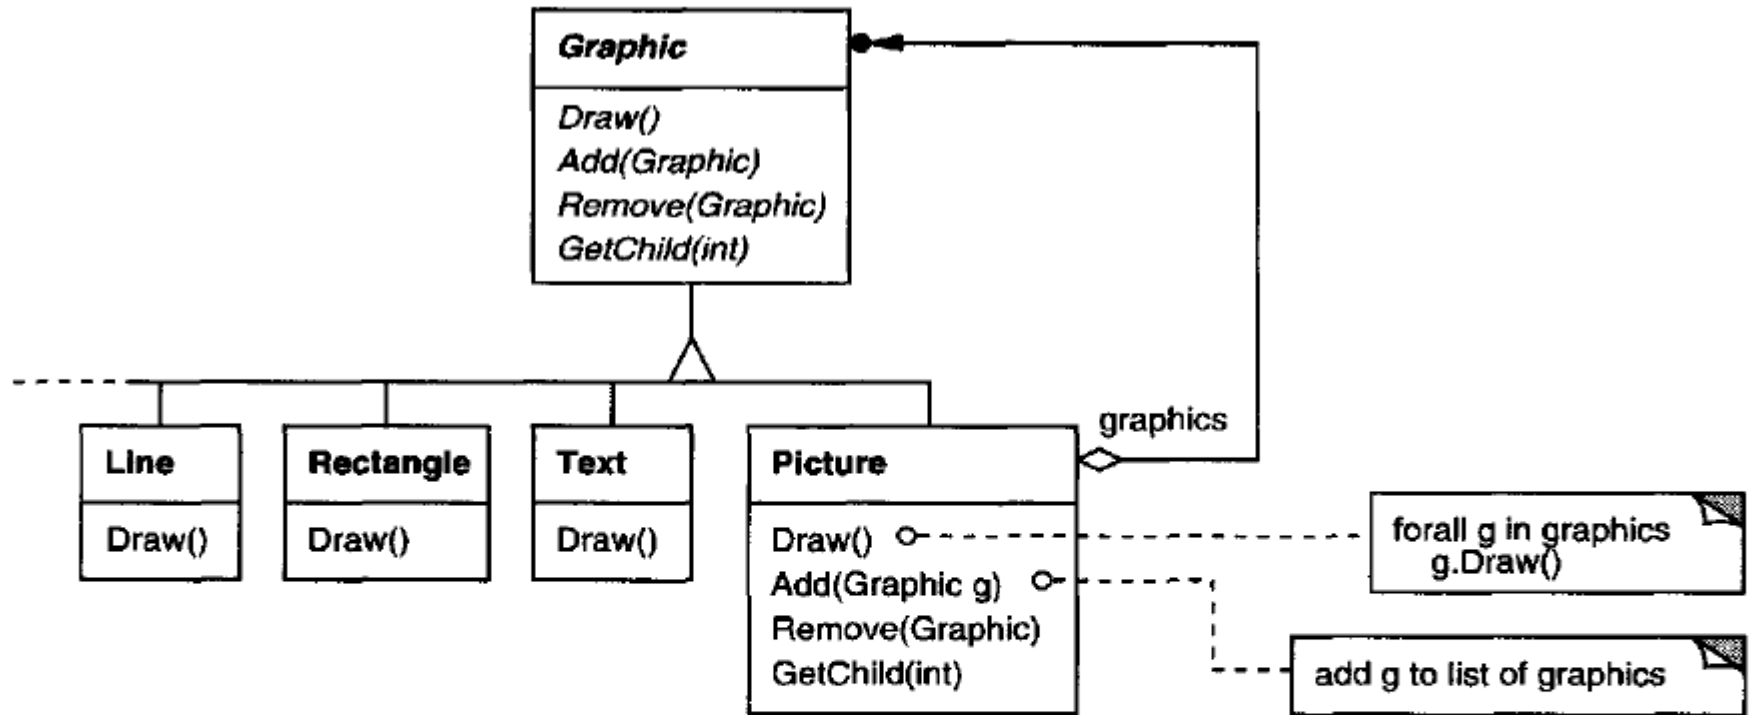 Graphic
Draw()
Add(Graphic)
Remove(Graphic)
GetChild(int)
graphics
Line
Draw()
Rectangle
Draw()
Text
Draw()
Picture
Draw()
Add(Graphic g)
Remove(Graphic)
GetChild(int)
forall g in graphics
g.Draw()
add g to list of graphics